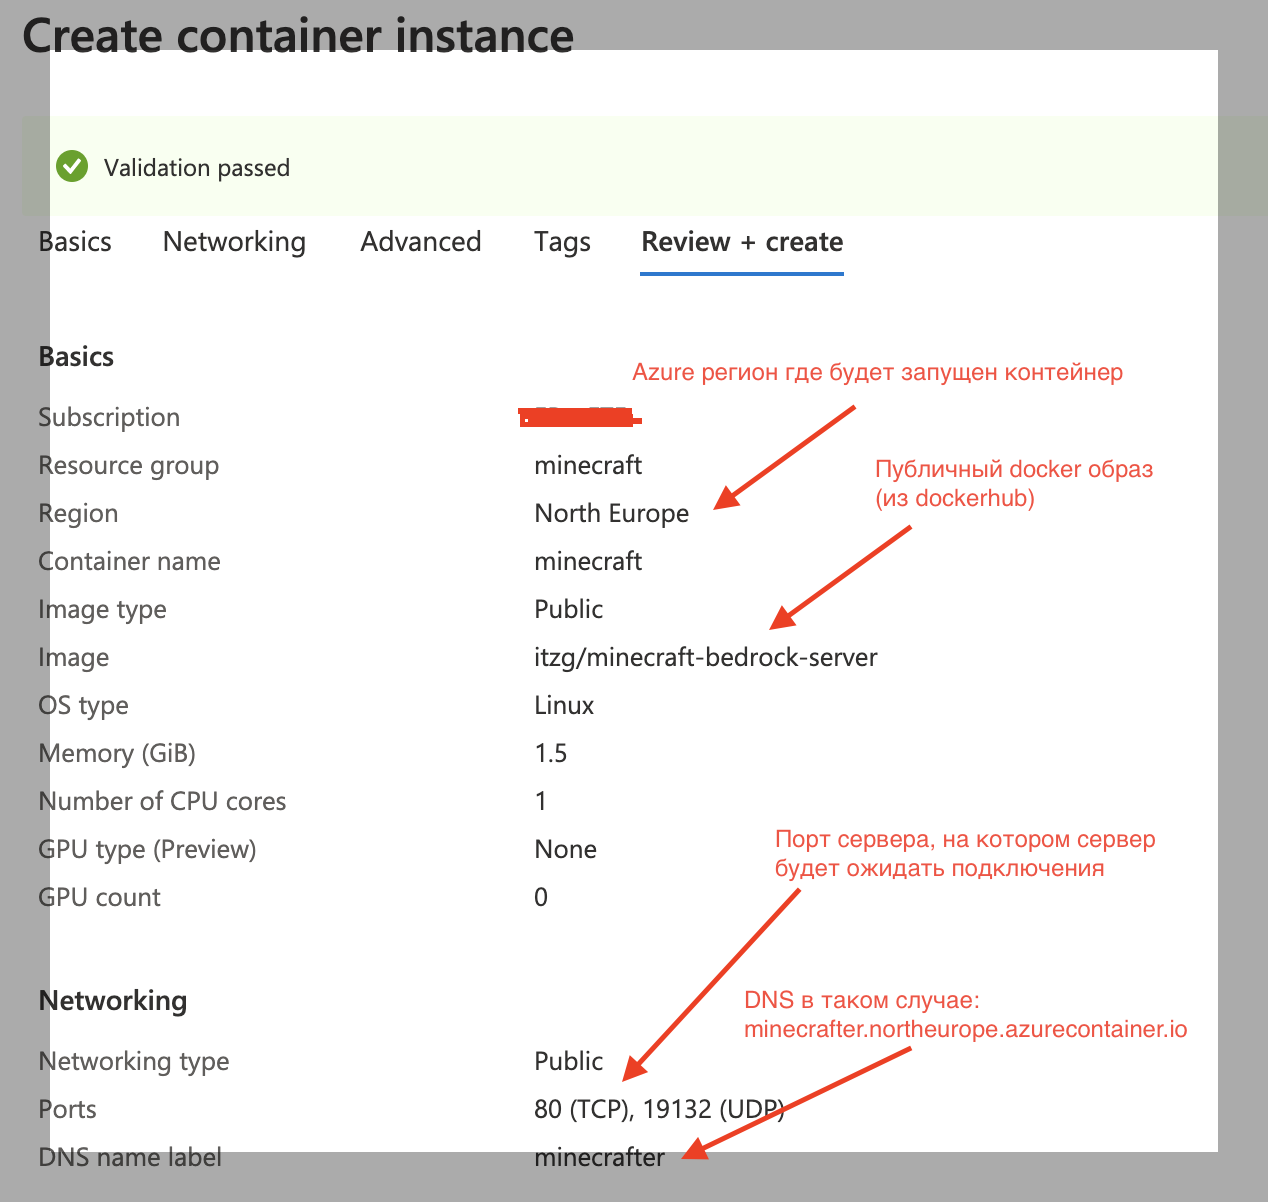 Create container instance
Validation passed
Basics Networking Advanced Tags Review + create
Basics
Azure регион где будет запущен контейнер
Subscription
Resource group minecraft
Публичный docker образ
(из dockerhub)
Region North Europe
Container name minecraft
Image type Public
Image itzg/minecraft-bedrock-server
OS type Linux
Memory (GiB) 1.5
Number of CPU cores 1
GPU type (Preview) None
Порт сервера, на котором сервер
будет ожидать подключения
GPU count 0
Networking
DNS в таком случае:
minecrafter.northeurope.azurecontainer.io
Networking type Public
Ports 80 (TCP), 19132 (UDP)
DNS name label minecrafter